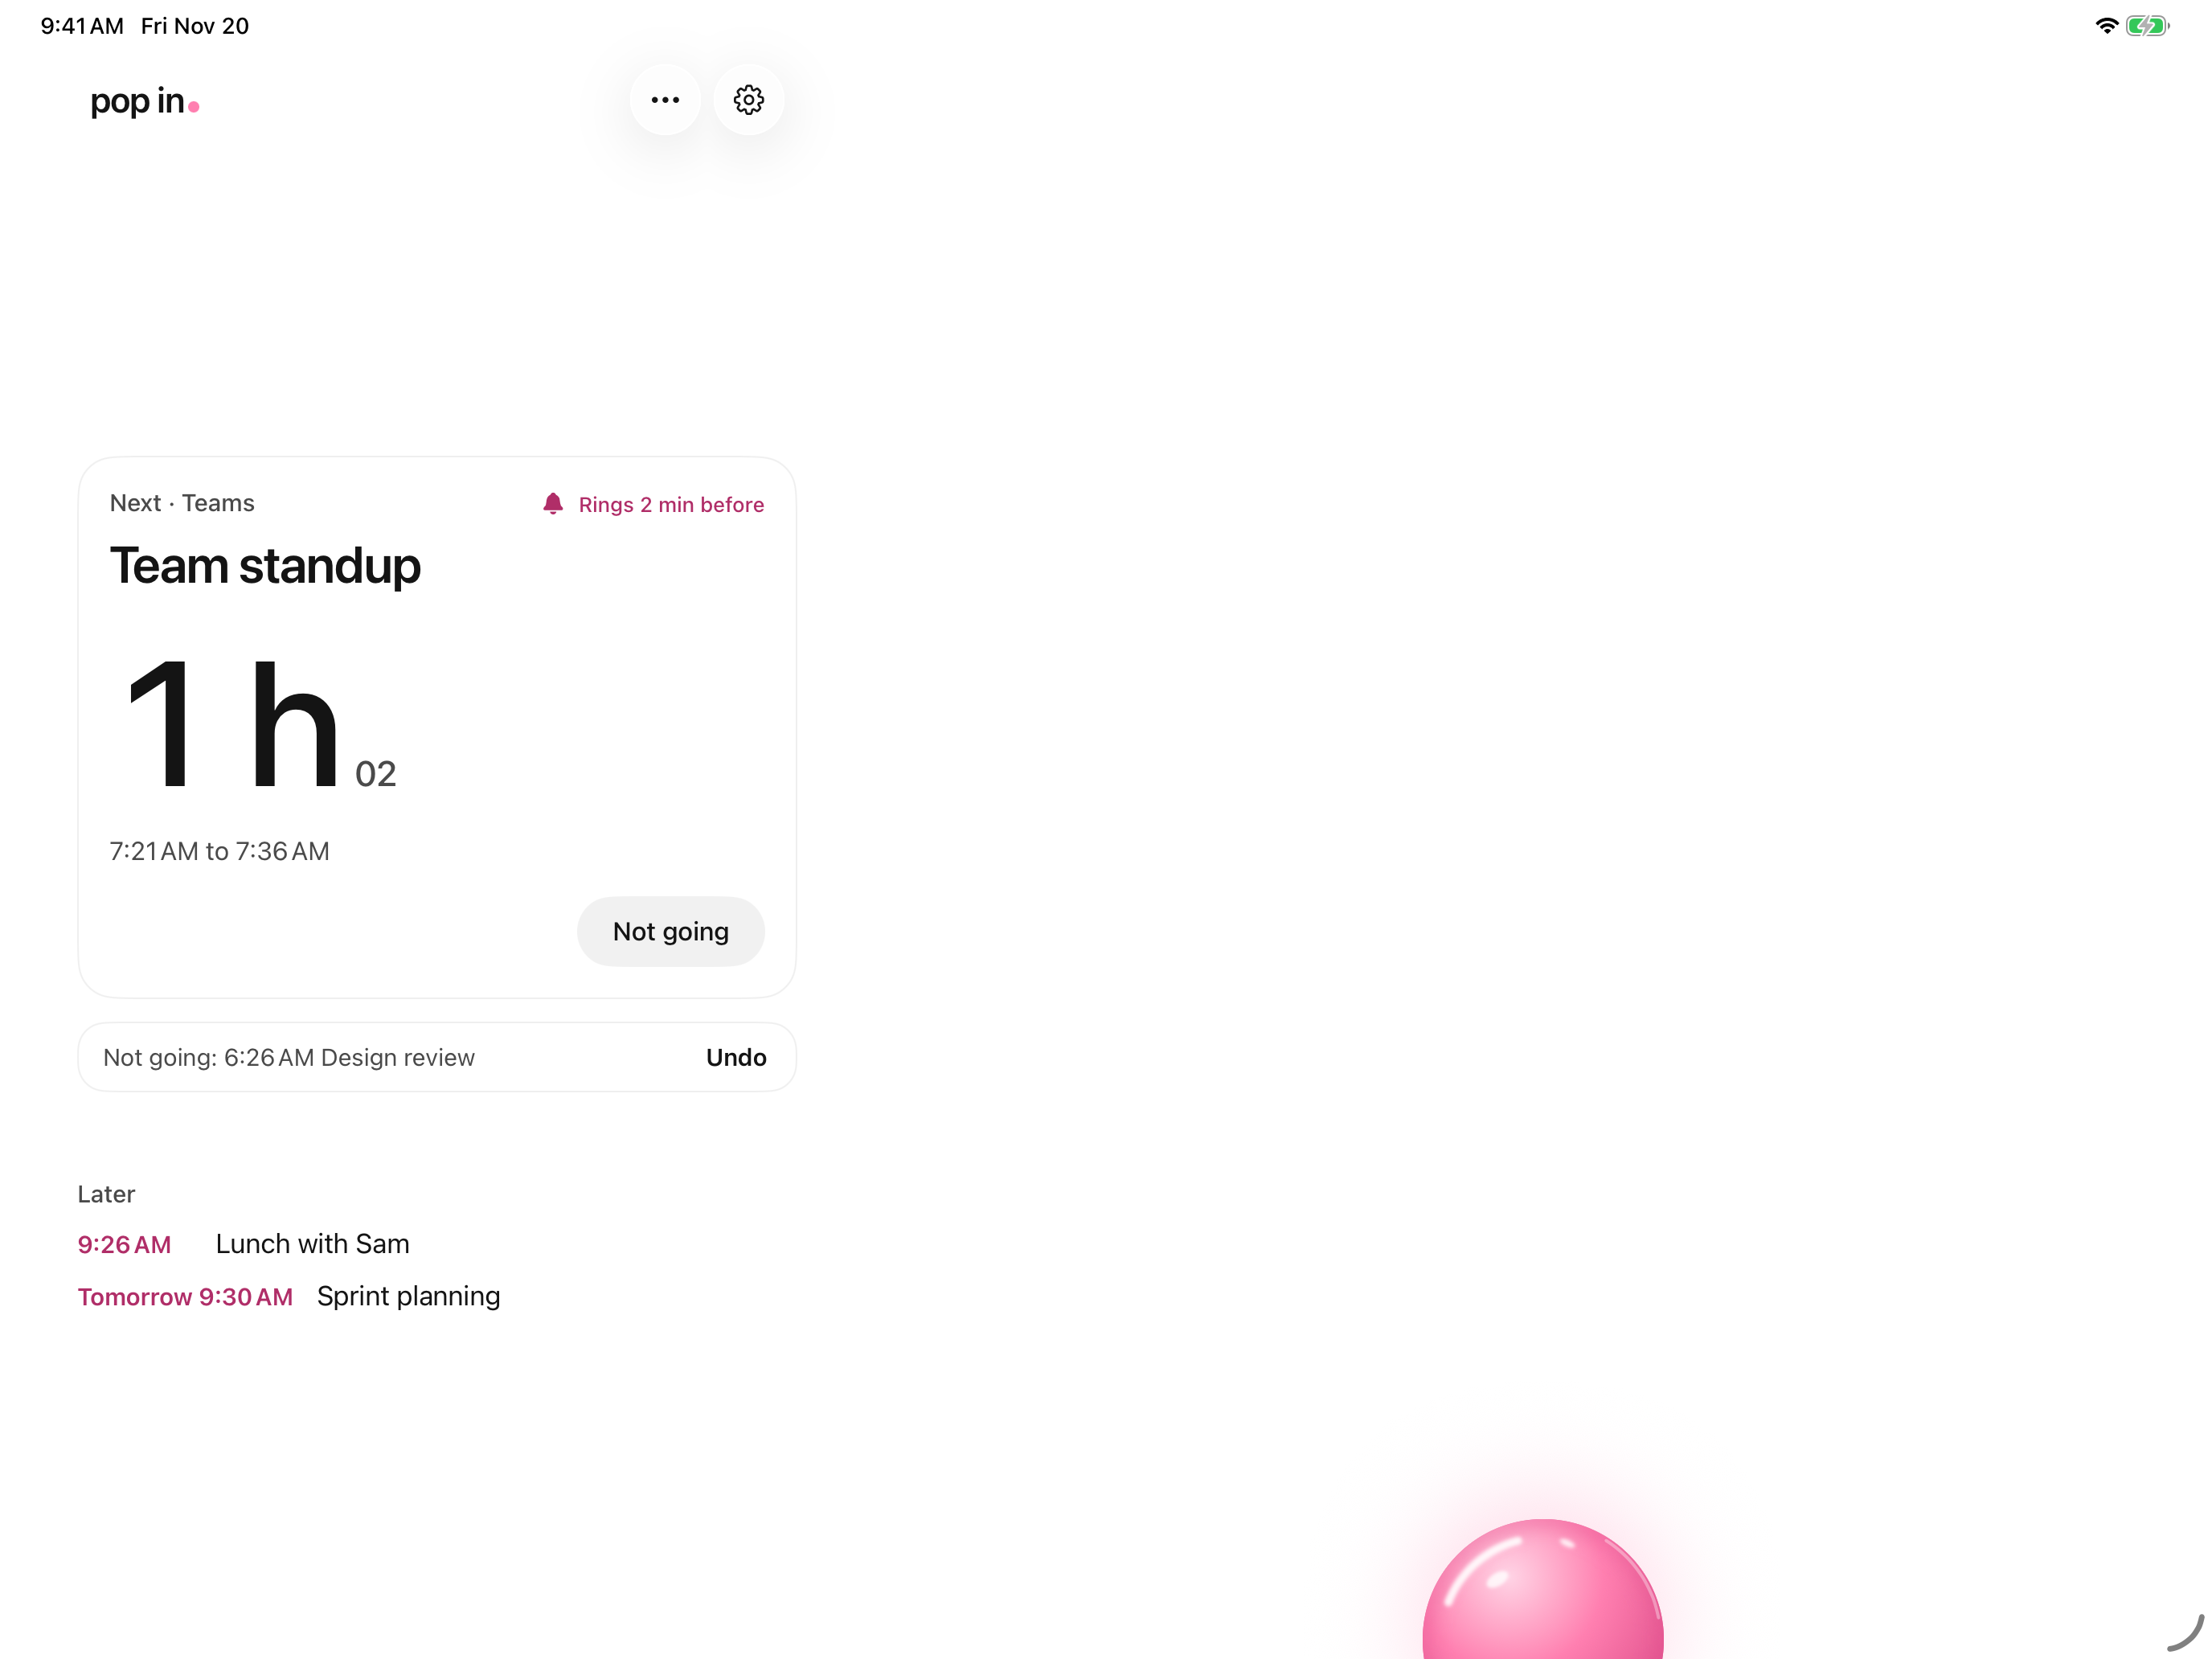 9:41 AM Fri Nov 20
pop in
Next · Teams
Rings 2 min before
Team standup
1 h 02
7:21 AM to 7:36 AM
Not going
Not going: 6:26 AM Design review
Undo
Later
9:26 AM Lunch with Sam
Tomorrow 9:30 AM Sprint planning